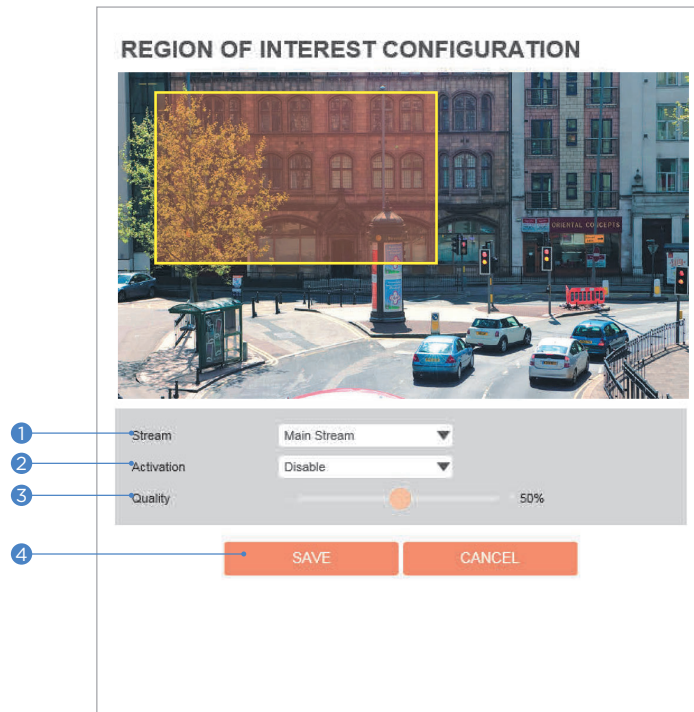 REGION OF INTEREST CONFIGURATION
ORIENTAL CONCEPTS
1 Stream Main Stream
2 Activation Disable
3 Quality 50%
4 SAVE CANCEL